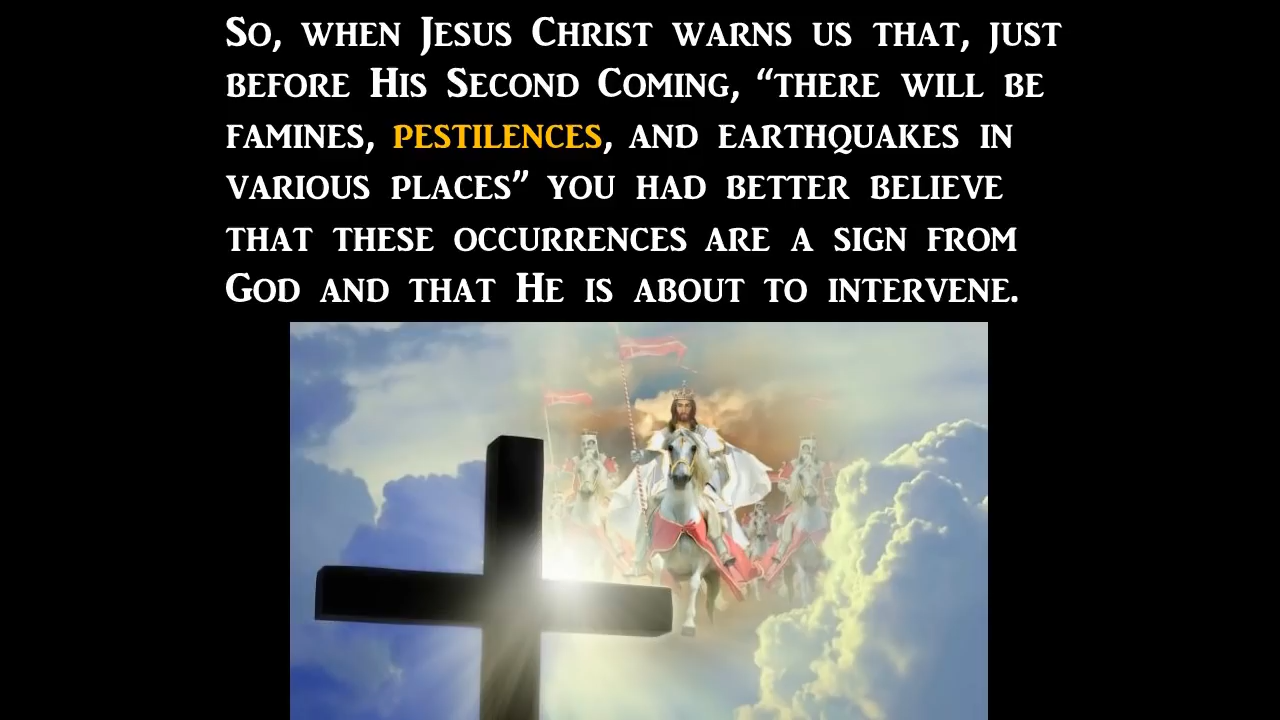 So, when Jesus Christ warns us that, just
before His Second Coming, “there will be
famines, pestilences, and earthquakes in
various places” you had better believe
that these occurrences are a sign from
God and that He is about to intervene.